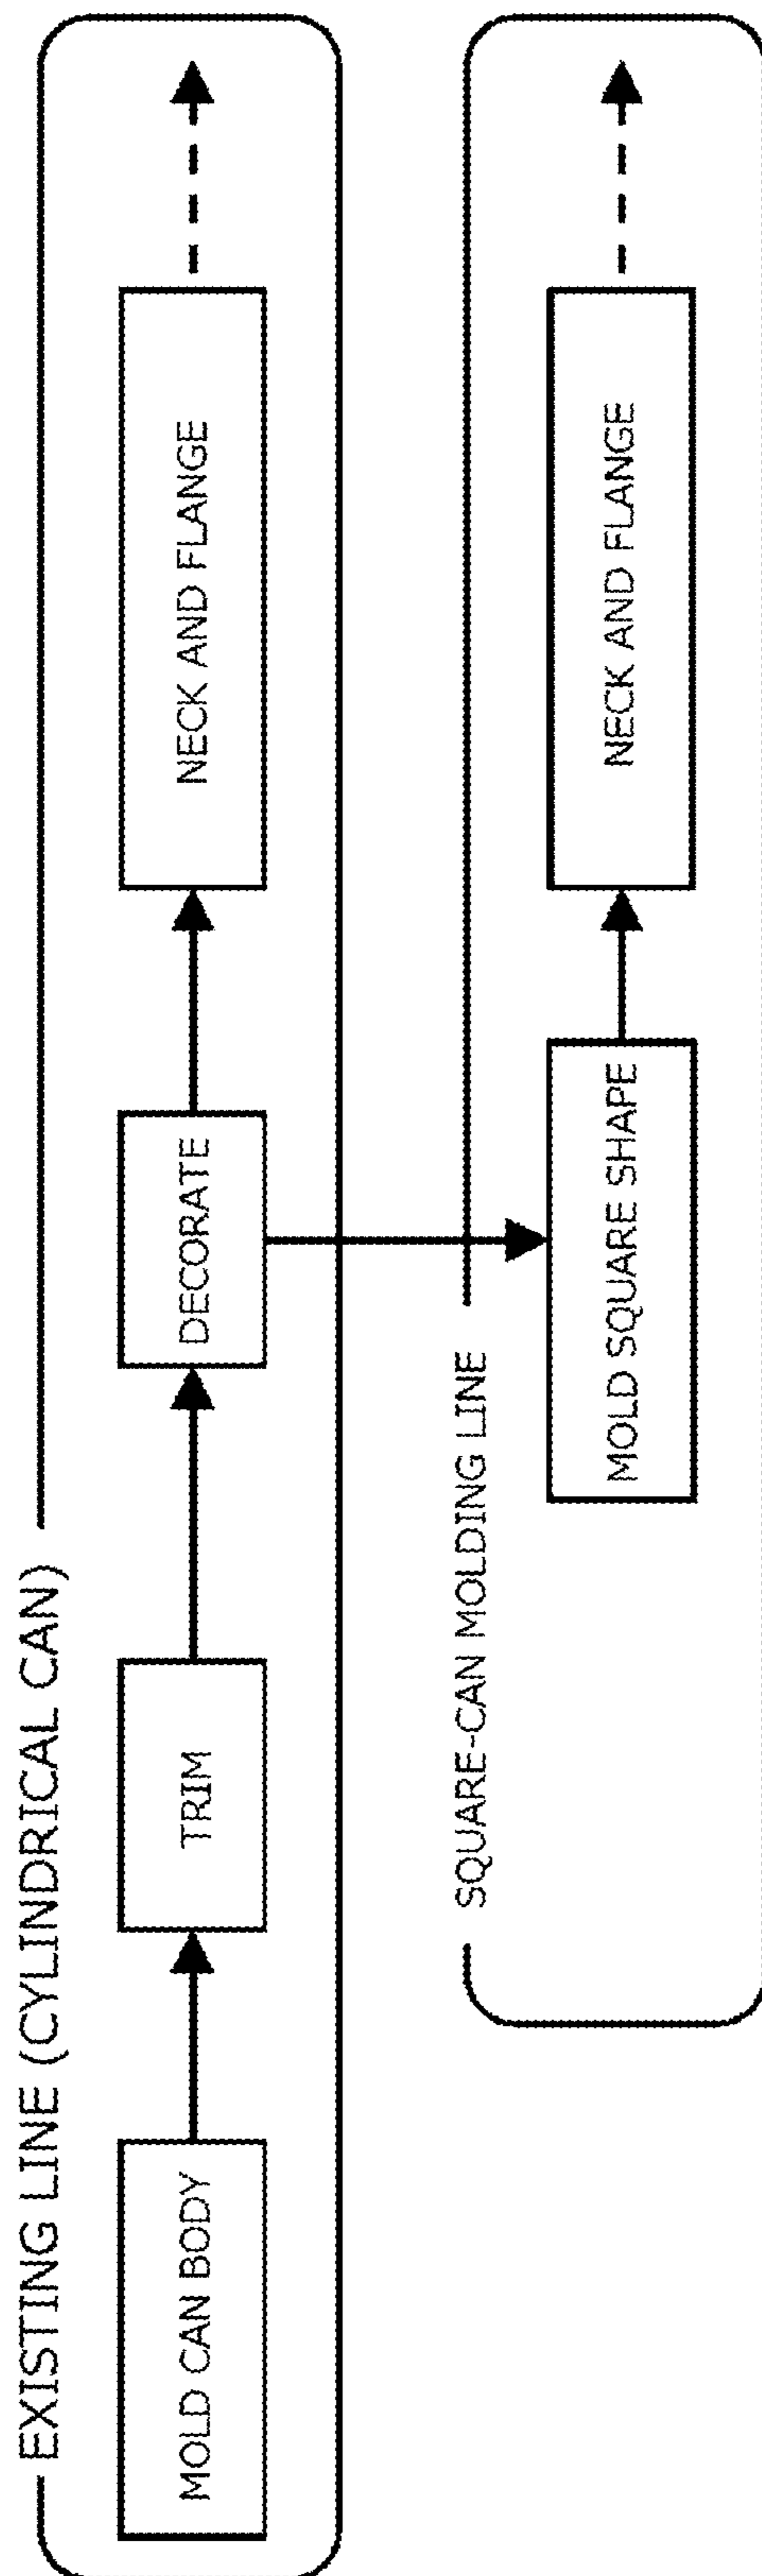 EXISTING LINE (CYLINDRICAL CAN)
MOLD CAN BODY
TRIM
DECORATE
NECK AND FLANGE
SQUARE-CAN MOLDING LINE
MOLD SQUARE SHAPE
NECK AND FLANGE